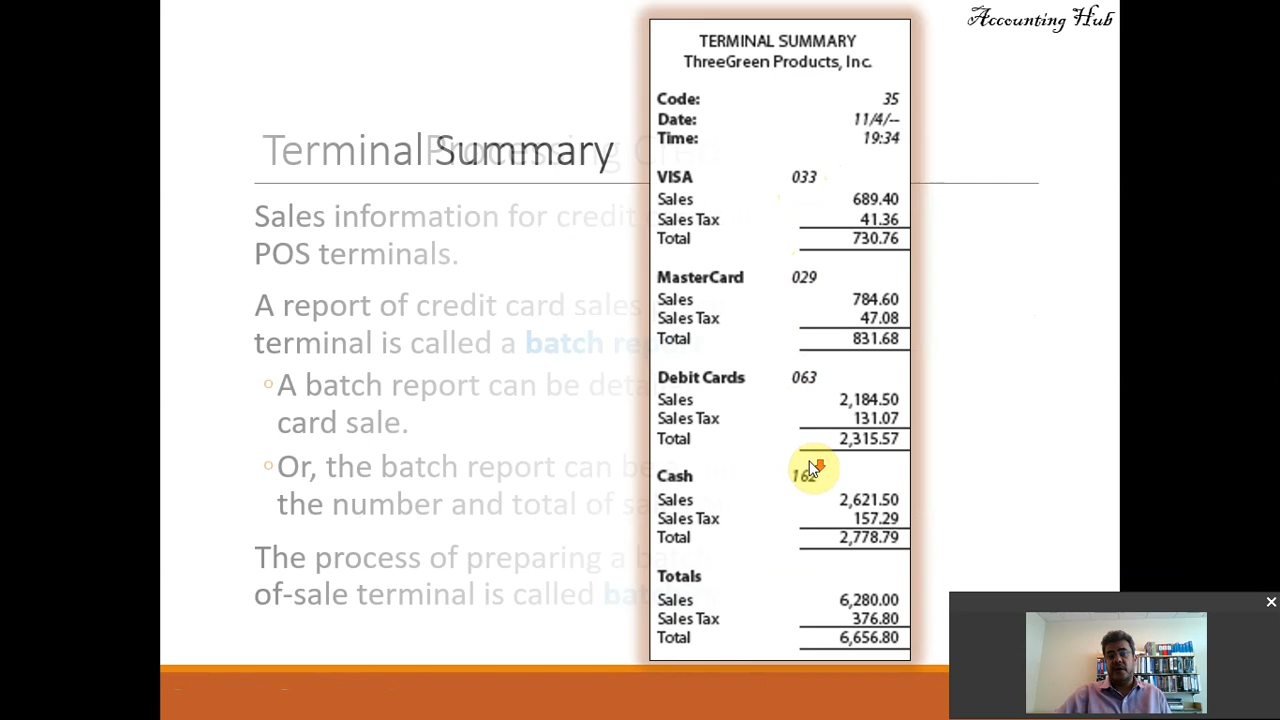 Accounting Hub
Terminal Summary
Sales information for credit
POS terminals.
A report of credit card sales
terminal is called a batch
A batch report can be
card sale.
Or, the batch report can be
the number and total of
The process of preparing a
of-sale terminal is called
TERMINAL SUMMARY
ThreeGreen Products, Inc.
Code: 35
Date: 11/4/--
Time: 19:34
VISA 033
Sales 689.40
Sales Tax 41.36
Total 730.76
MasterCard 029
Sales 784.60
Sales Tax 47.08
Total 831.68
Debit Cards 063
Sales 2,184.50
Sales Tax 131.07
Total 2,315.57
Cash 162
Sales 2,621.50
Sales Tax 157.29
Total 2,778.79
Totals
Sales 6,280.00
Sales Tax 376.80
Total 6,656.80